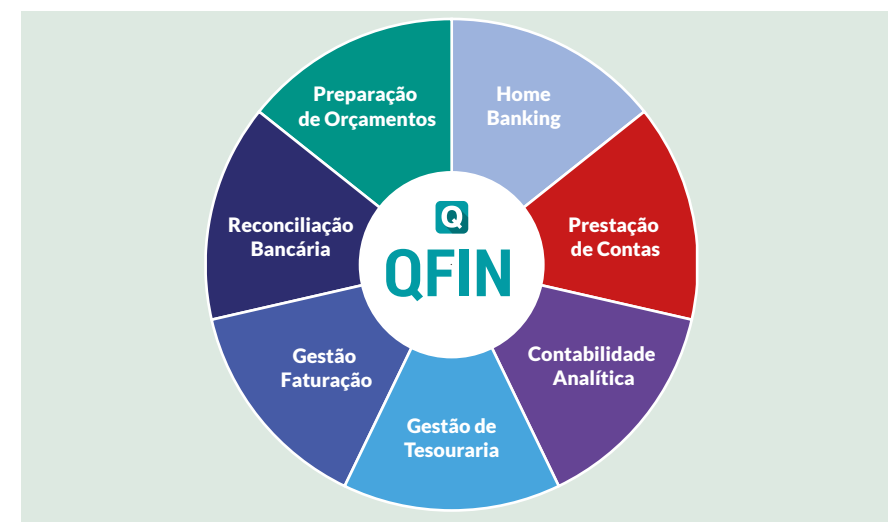 Preparação
de Orçamentos
Home
Banking
Reconciliação
Bancária
Prestação
de Contas
Q
QFIN
Gestão
Faturação
Contabilidade
Analítica
Gestão de
Tesouraria